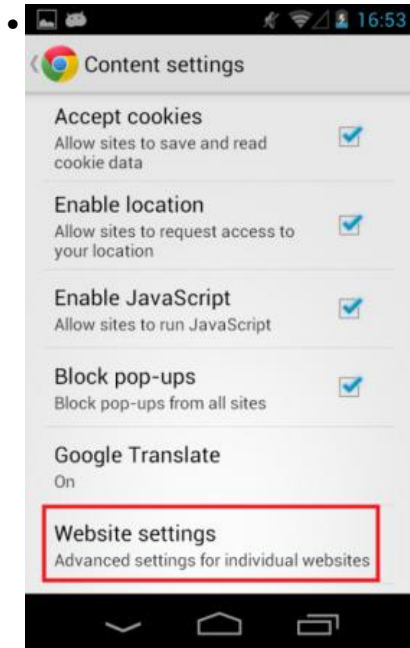 16:53
Content settings
Accept cookies
Allow sites to save and read
cookie data
Enable location
Allow sites to request access to
your location
Enable JavaScript
Allow sites to run JavaScript
Block pop-ups
Block pop-ups from all sites
Google Translate
On
Website settings
Advanced settings for individual websites